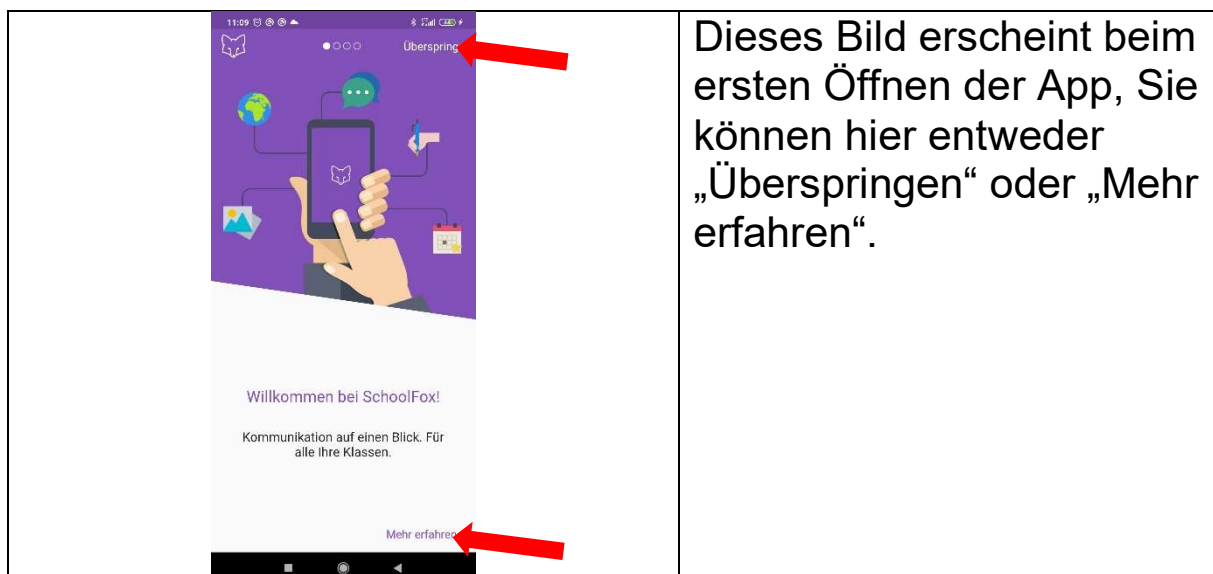 11:09
Überspring
Willkommen bei SchoolFox!
Kommunikation auf einen Blick. Für
alle Ihre Klassen.
Mehr erfahren
Dieses Bild erscheint beim
ersten Öffnen der App, Sie
können hier entweder
„Überspringen“ oder „Mehr
erfahren“.